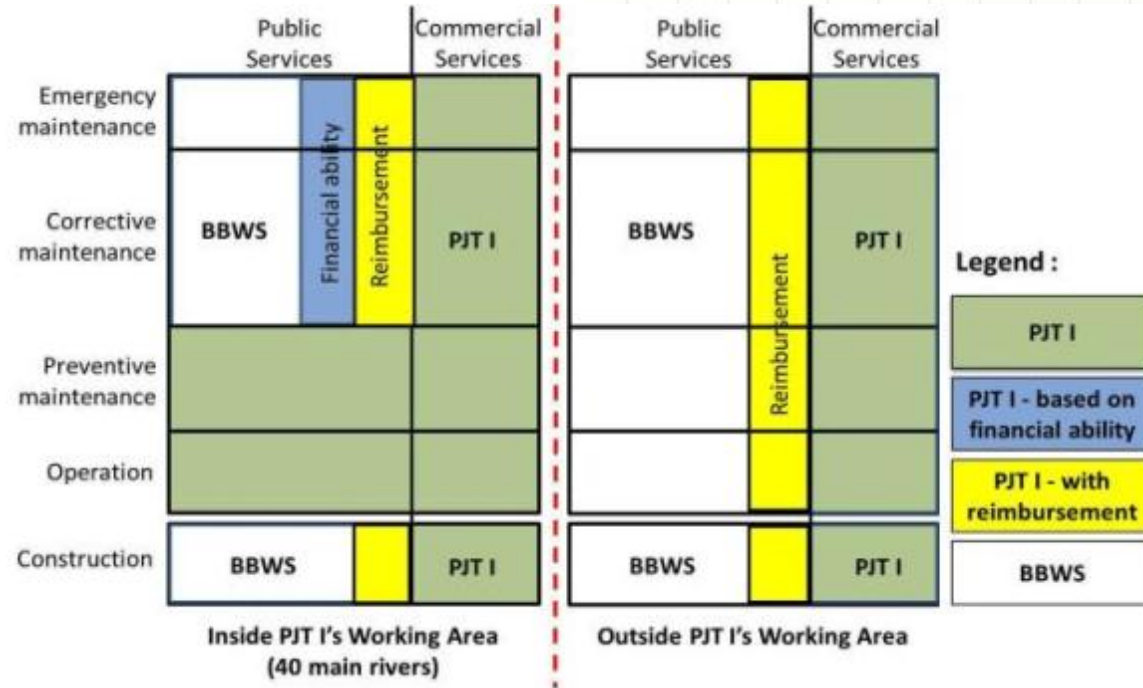 Public
Services
Commercial
Services
Public
Services
Commercial
Services
Emergency
maintenance
Corrective
maintenance
Preventive
maintenance
Operation
Construction
BBWS
Financial ability
Reimbursement
PJT I
BBWS
Reimbursement
PJT I
BBWS
PJT I
BBWS
PJT I
Legend :
PJT I
PJT I - based on
financial ability
PJT I - with
reimbursement
BBWS
Inside PJT I's Working Area
(40 main rivers)
Outside PJT I's Working Area